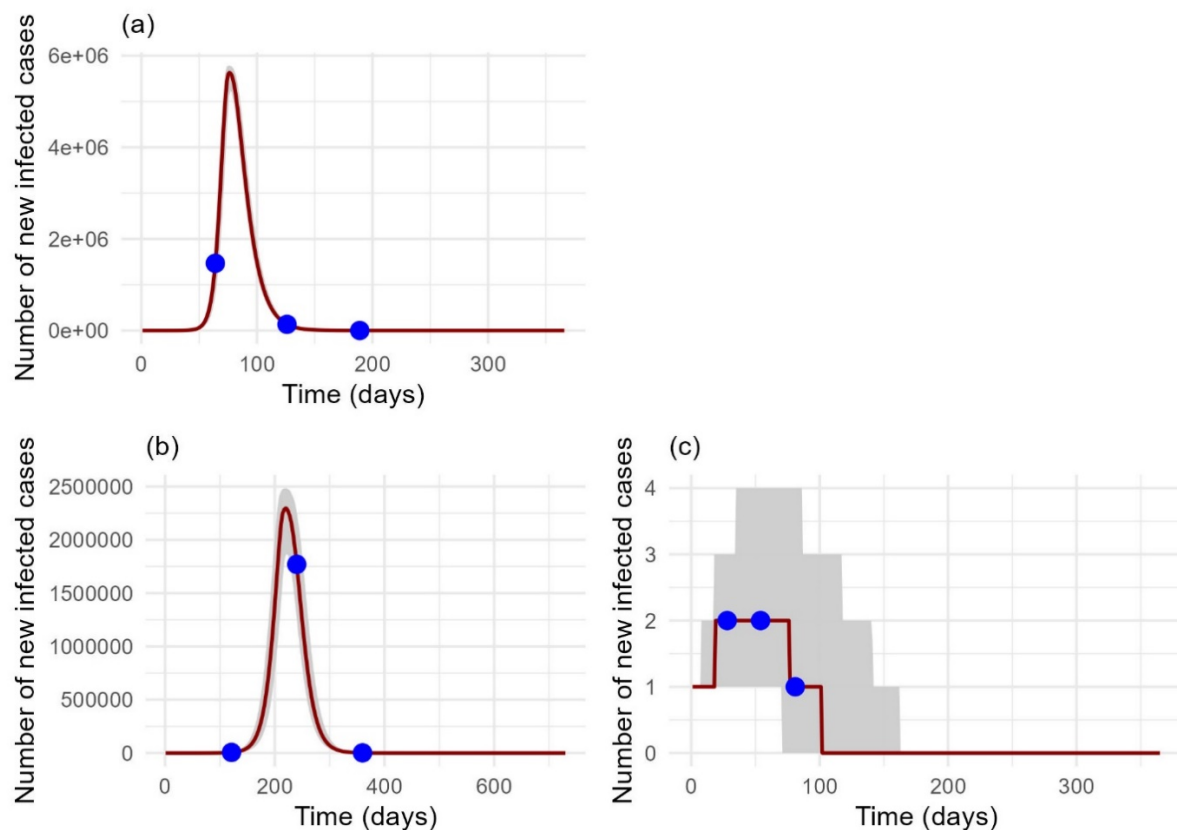 (a)
Number of new infected cases
6e+06
4e+06
2e+06
0e+00
0 100 200 300
Time (days)
(b)
Number of new infected cases
2500000
2000000
1500000
1000000
500000
0
0 200 400 600
Time (days)
(c)
Number of new infected cases
4
3
2
1
0
0 100 200 300
Time (days)